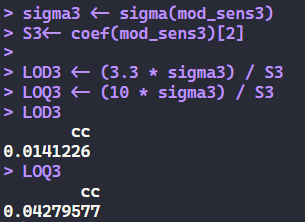 > sigma3 <- sigma(mod_sens3)
> S3<- coef(mod_sens3)[2]
>
> LOD3 <- (3.3 * sigma3) / S3
> LOQ3 <- (10 * sigma3) / S3
> LOD3
cc
0.0141226
> LOQ3
cc
0.04279577